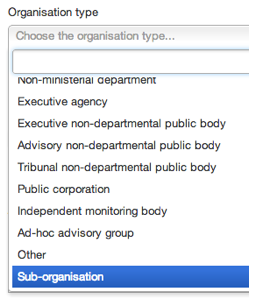 Organisation type
Choose the organisation type...
Non-ministerial department
Executive agency
Executive non-departmental public body
Advisory non-departmental public body
Tribunal non-departmental public body
Public corporation
Independent monitoring body
Ad-hoc advisory group
Other
Sub-organisation